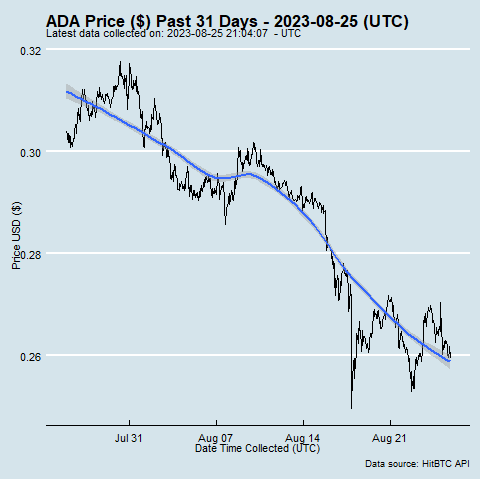 ADA Price ($) Past 31 Days - 2023-08-25 (UTC)
Latest data collected on: 2023-08-25 21:04:07 - UTC
0.32
0.30
0.28
0.26
Price USD ($)
Jul 31 Aug 07 Aug 14 Aug 21
Date Time Collected (UTC)
Data source: HitBTC API